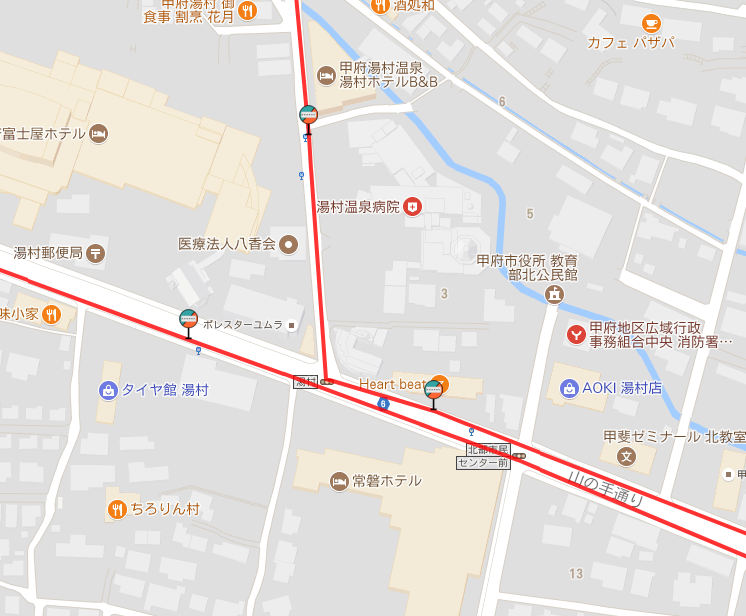 甲府湯村 御
食事 割烹 花月
酒処和
カフェ パザパ
甲府湯村温泉
湯村ホテルB&B
6
富士屋ホテル
湯村温泉病院
5
医療法人八香会
湯村郵便局
甲府市役所 教育
部北公民館
3
味小家
ポレスターユムラ
甲府地区広域行政
事務組合中央 消防署…
湯村
Heart beat
タイヤ館 湯村
AOKI 湯村店
6
北部市民
センター前
甲斐ゼミナール 北教室
常磐ホテル
山の手通り
甲
ちろりん村
13